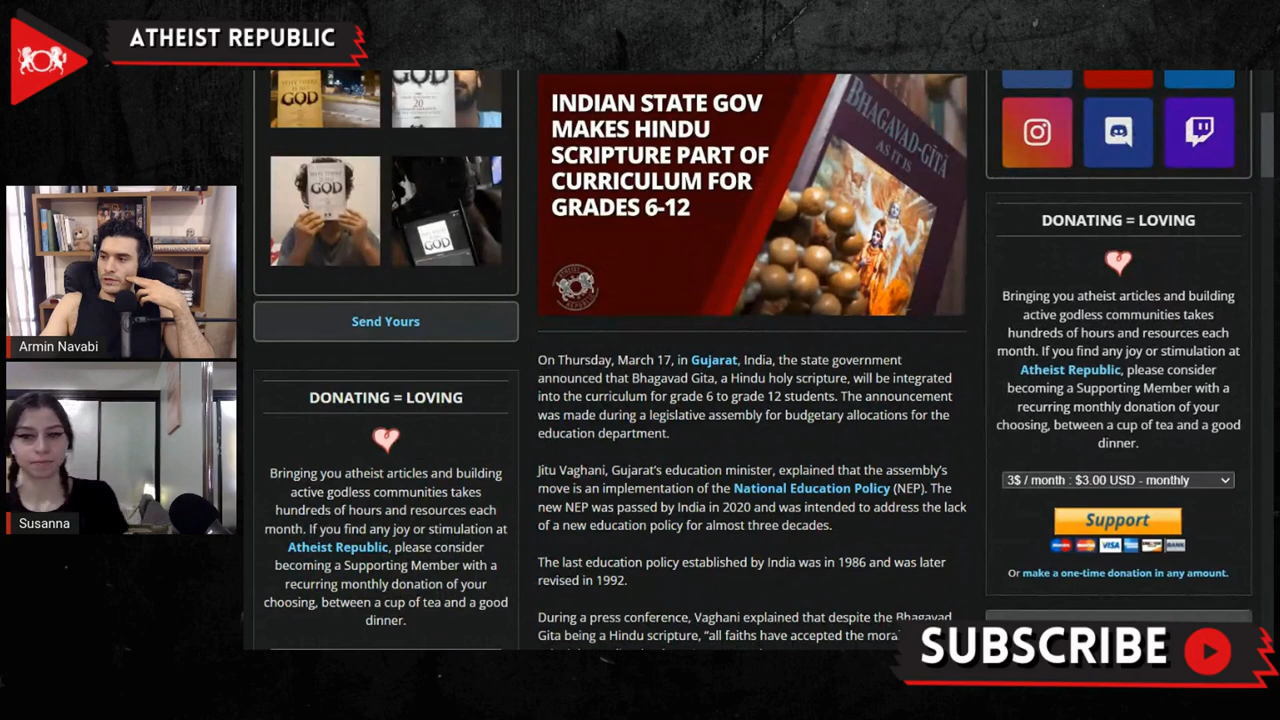 ATHEIST REPUBLIC
GOD
GOD
20
GOD
GOD
Send Yours
DONATING = LOVING
Bringing you atheist articles and building
active godless communities takes
hundreds of hours and resources each
month. If you find any joy or stimulation at
Atheist Republic, please consider
becoming a Supporting Member with a
recurring monthly donation of your
choosing, between a cup of tea and a good
dinner.
INDIAN STATE GOV
MAKES HINDU
SCRIPTURE PART OF
CURRICULUM FOR
GRADES 6-12
BHAGAVAD-GĪTĀ
AS IT IS
On Thursday, March 17, in Gujarat, India, the state government
announced that Bhagavad Gita, a Hindu holy scripture, will be integrated
into the curriculum for grade 6 to grade 12 students. The announcement
was made during a legislative assembly for budgetary allocations for the
education department.
Jitu Vaghani, Gujarat’s education minister, explained that the assembly’s
move is an implementation of the National Education Policy (NEP). The
new NEP was passed by India in 2020 and was intended to address the lack
of a new education policy for almost three decades.
The last education policy established by India was in 1986 and was later
revised in 1992.
During a press conference, Vaghani explained that despite the Bhagavad
Gita being a Hindu scripture, “all faiths have accepted the
DONATING = LOVING
Bringing you atheist articles and building
active godless communities takes
hundreds of hours and resources each
month. If you find any joy or stimulation at
Atheist Republic, please consider
becoming a Supporting Member with a
recurring monthly donation of your
choosing, between a cup of tea and a good
dinner.
3$ / month : $3.00 USD - monthly
Support
VISA
BANK
Or make a one-time donation in any amount.
Armin Navabi
Susanna
SUBSCRIBE